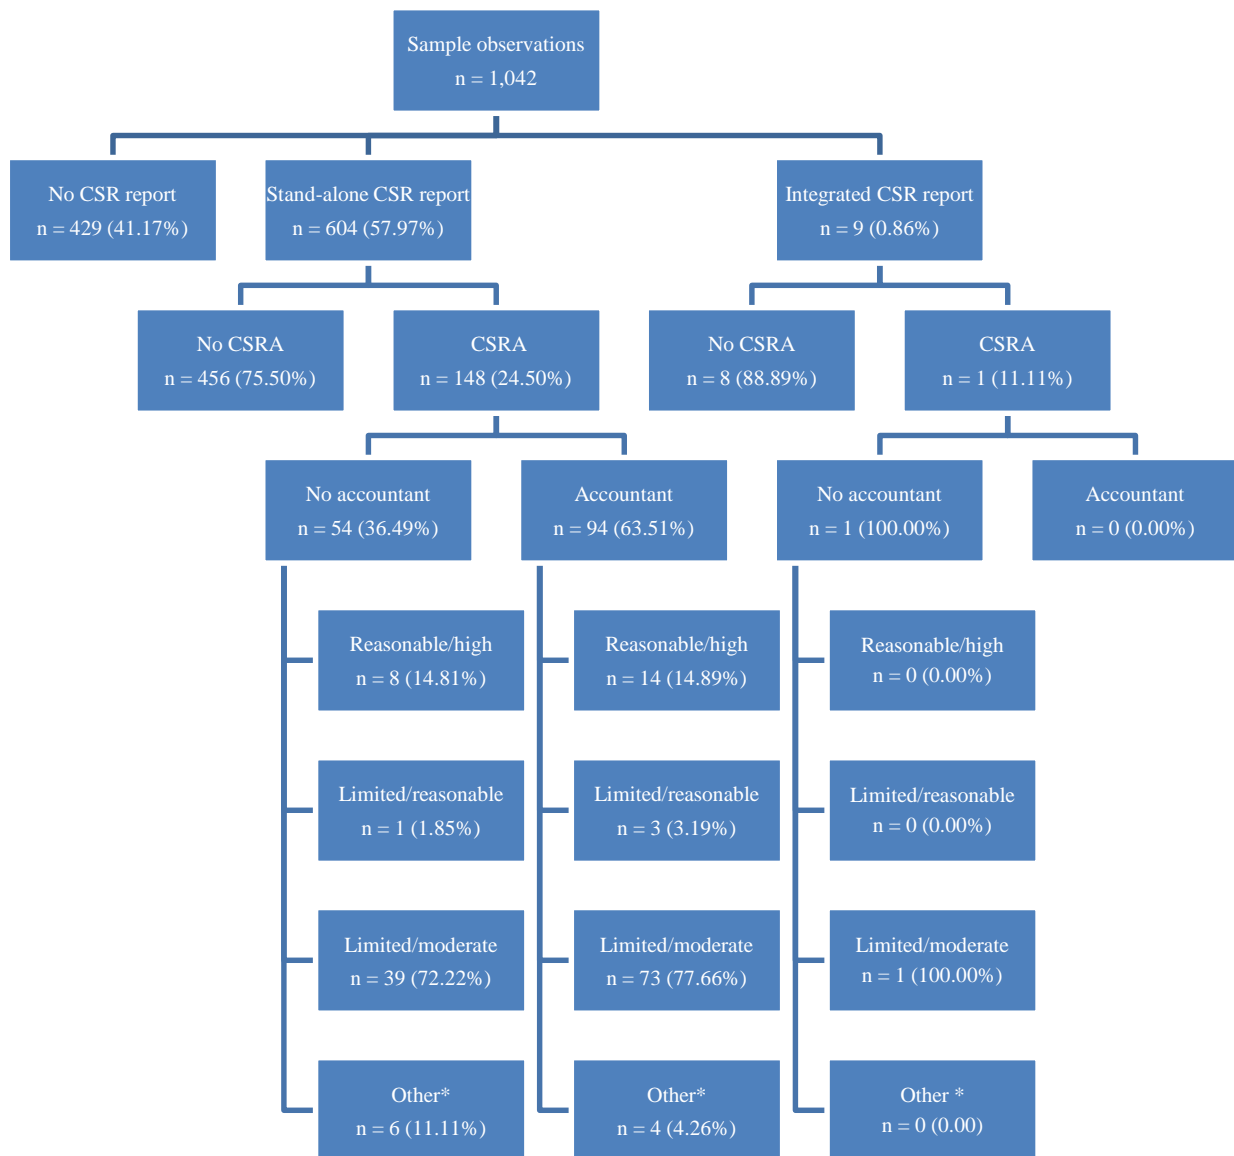 Sample observations
n = 1,042
No CSR report
n = 429 (41.17%)
Stand-alone CSR report
n = 604 (57.97%)
Integrated CSR report
n = 9 (0.86%)
No CSRA
n = 456 (75.50%)
CSRA
n = 148 (24.50%)
No CSRA
n = 8 (88.89%)
CSRA
n = 1 (11.11%)
No accountant
n = 54 (36.49%)
Accountant
n = 94 (63.51%)
No accountant
n = 1 (100.00%)
Accountant
n = 0 (0.00%)
Reasonable/high
n = 8 (14.81%)
Reasonable/high
n = 14 (14.89%)
Reasonable/high
n = 0 (0.00%)
Limited/reasonable
n = 1 (1.85%)
Limited/reasonable
n = 3 (3.19%)
Limited/reasonable
n = 0 (0.00%)
Limited/moderate
n = 39 (72.22%)
Limited/moderate
n = 73 (77.66%)
Limited/moderate
n = 1 (100.00%)
Other*
n = 6 (11.11%)
Other*
n = 4 (4.26%)
Other *
n = 0 (0.00)